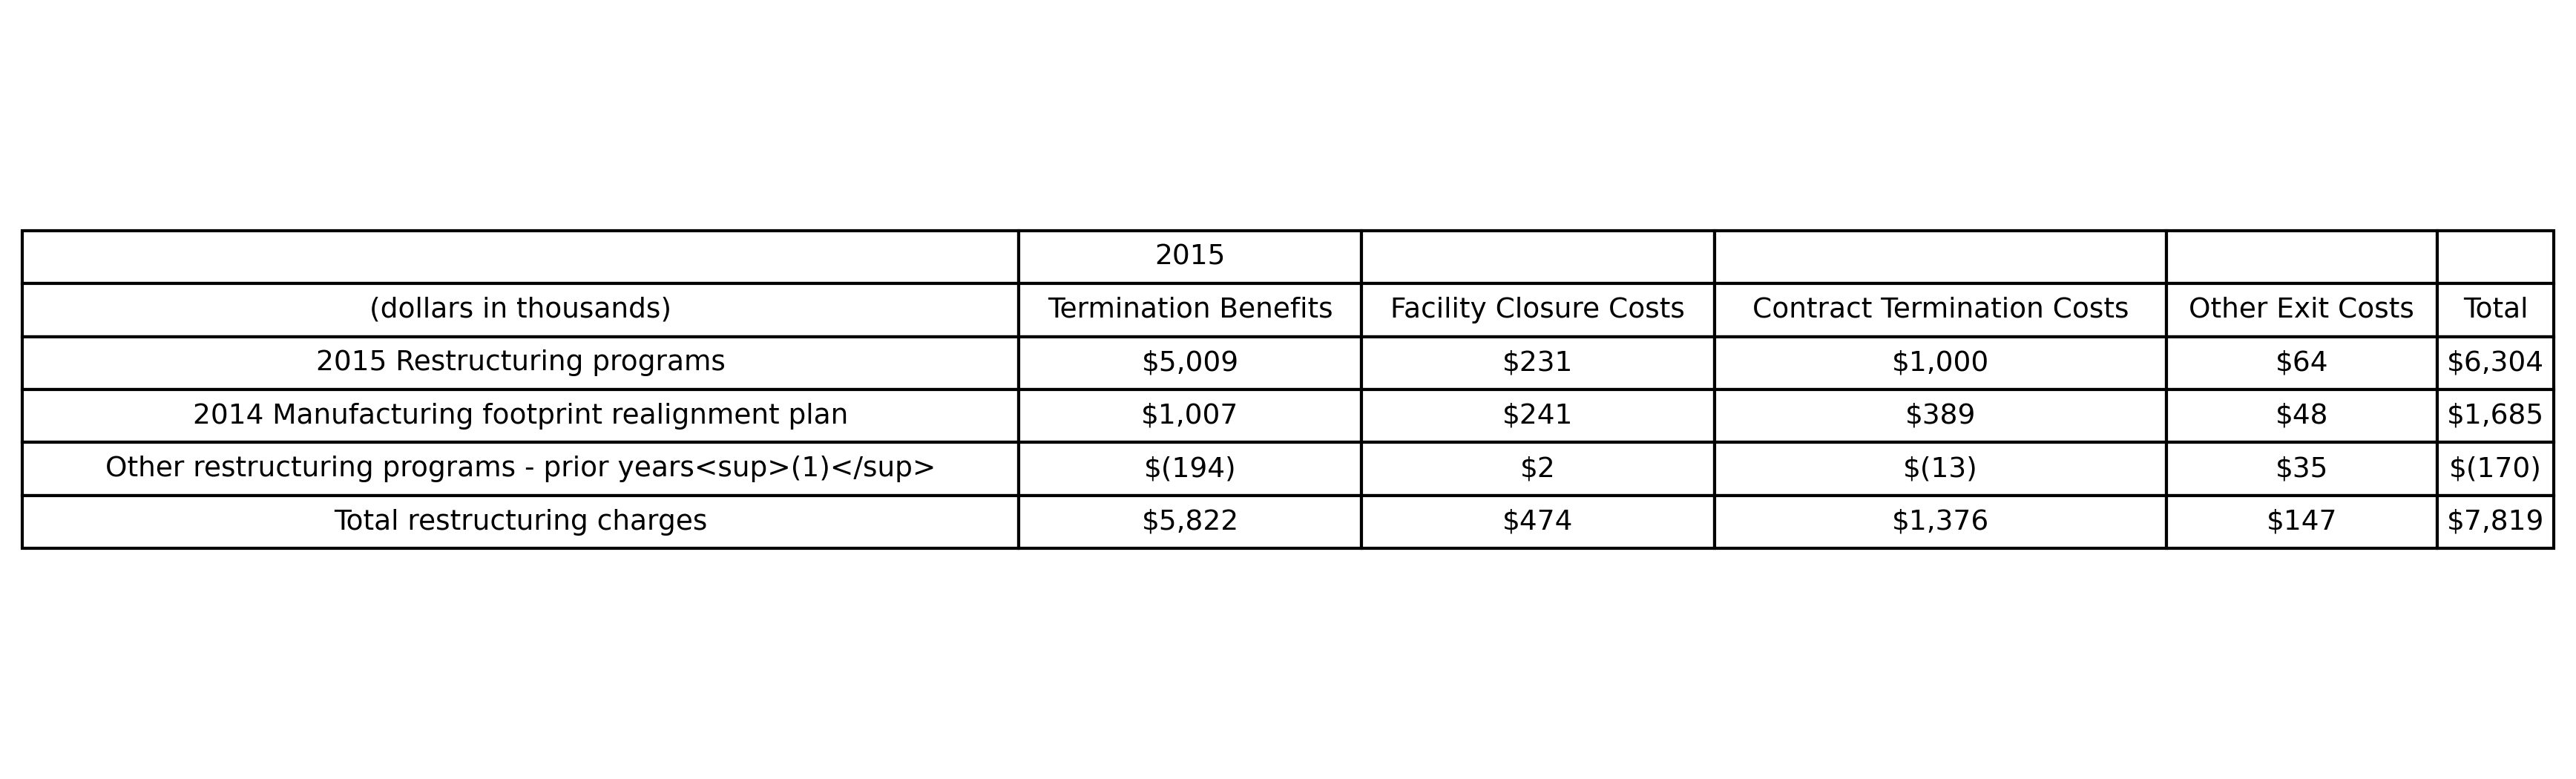 2015
(dollars in thousands) Termination Benefits Facility Closure Costs Contract Termination Costs Other Exit Costs Total
2015 Restructuring programs $5,009 $231 $1,000 $64 $6,304
2014 Manufacturing footprint realignment plan $1,007 $241 $389 $48 $1,685
Other restructuring programs - prior years<sup>(1)</sup> $(194) $2 $(13) $35 $(170)
Total restructuring charges $5,822 $474 $1,376 $147 $7,819